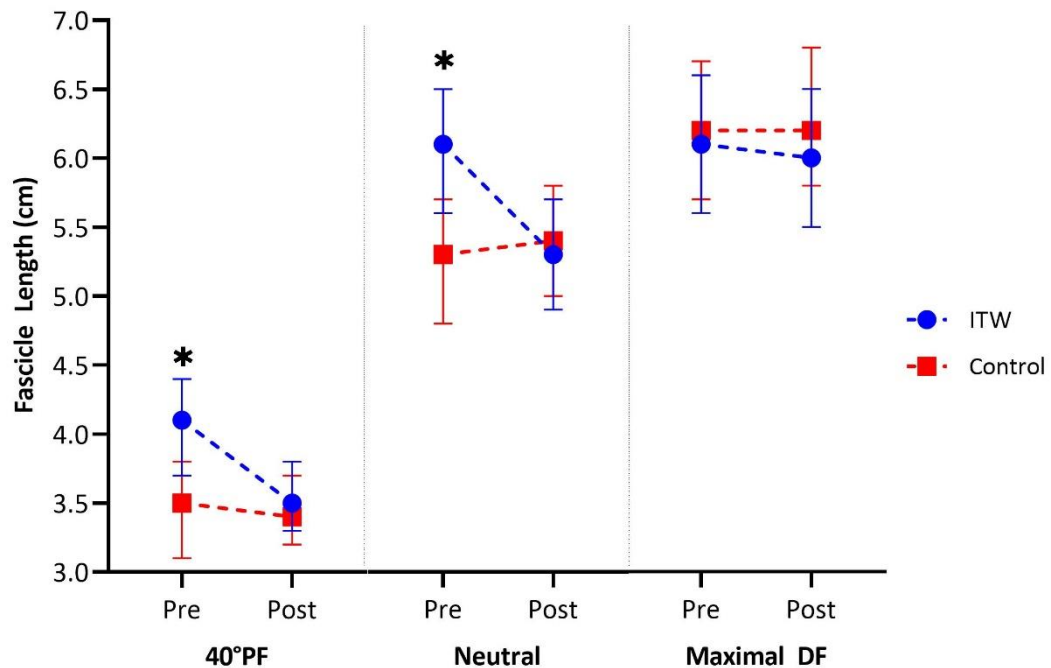 7.0
6.5
6.0
5.5
5.0
4.5
4.0
3.5
3.0
Fascicle Length (cm)
*
*
ITW
Control
Pre Post Pre Post Pre Post
40°PF Neutral Maximal DF